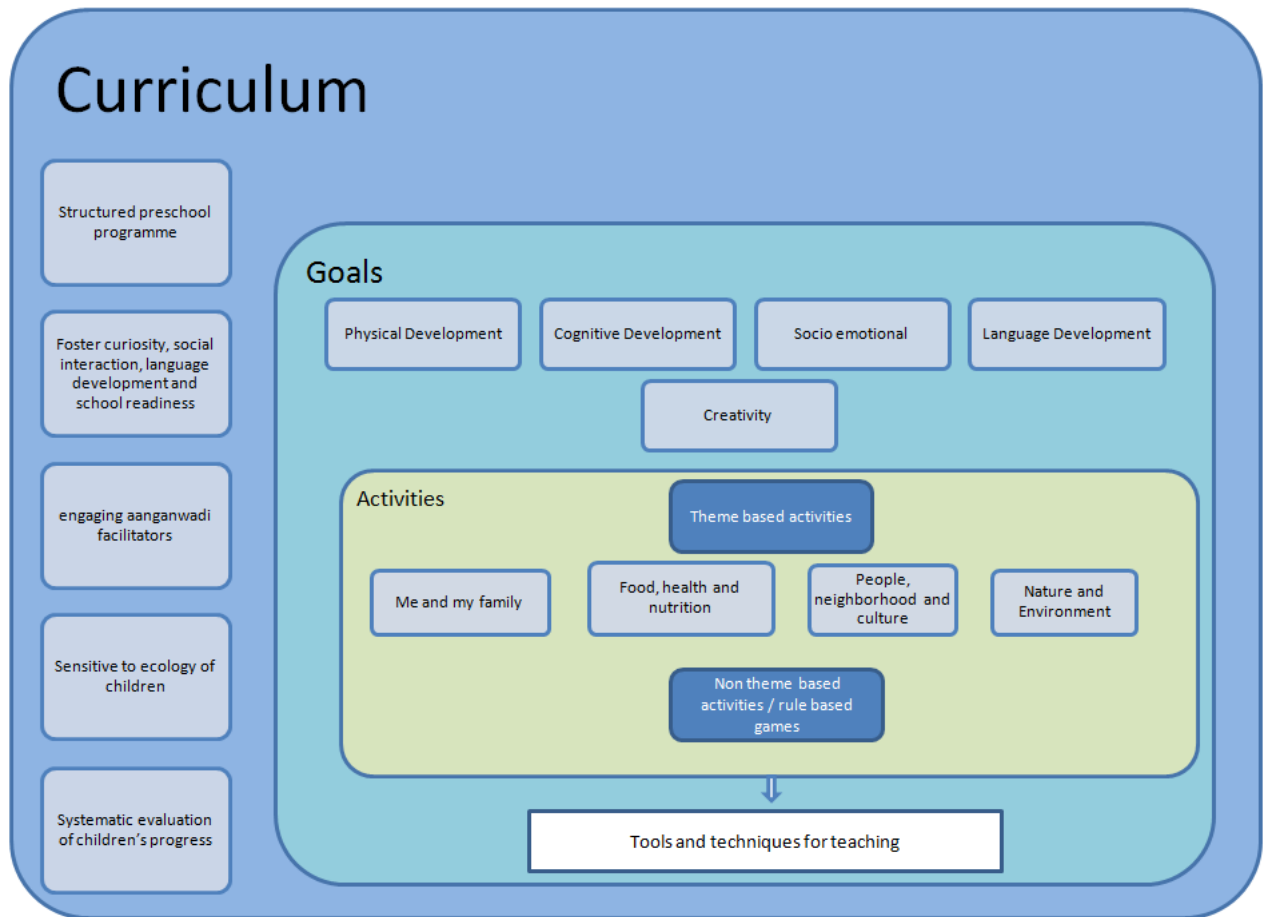 Curriculum
Structured preschool
programme
Foster curiosity, social
interaction, language
development and
school readiness
engaging aanganwadi
facilitators
Sensitive to ecology of
children
Systematic evaluation
of children's progress
Goals
Physical Development
Cognitive Development
Socio emotional
Language Development
Creativity
Activities
Theme based activities
Me and my family
Food, health and
nutrition
People,
neighborhood and
culture
Nature and
Environment
Non theme based
activities / rule based
games
Tools and techniques for teaching